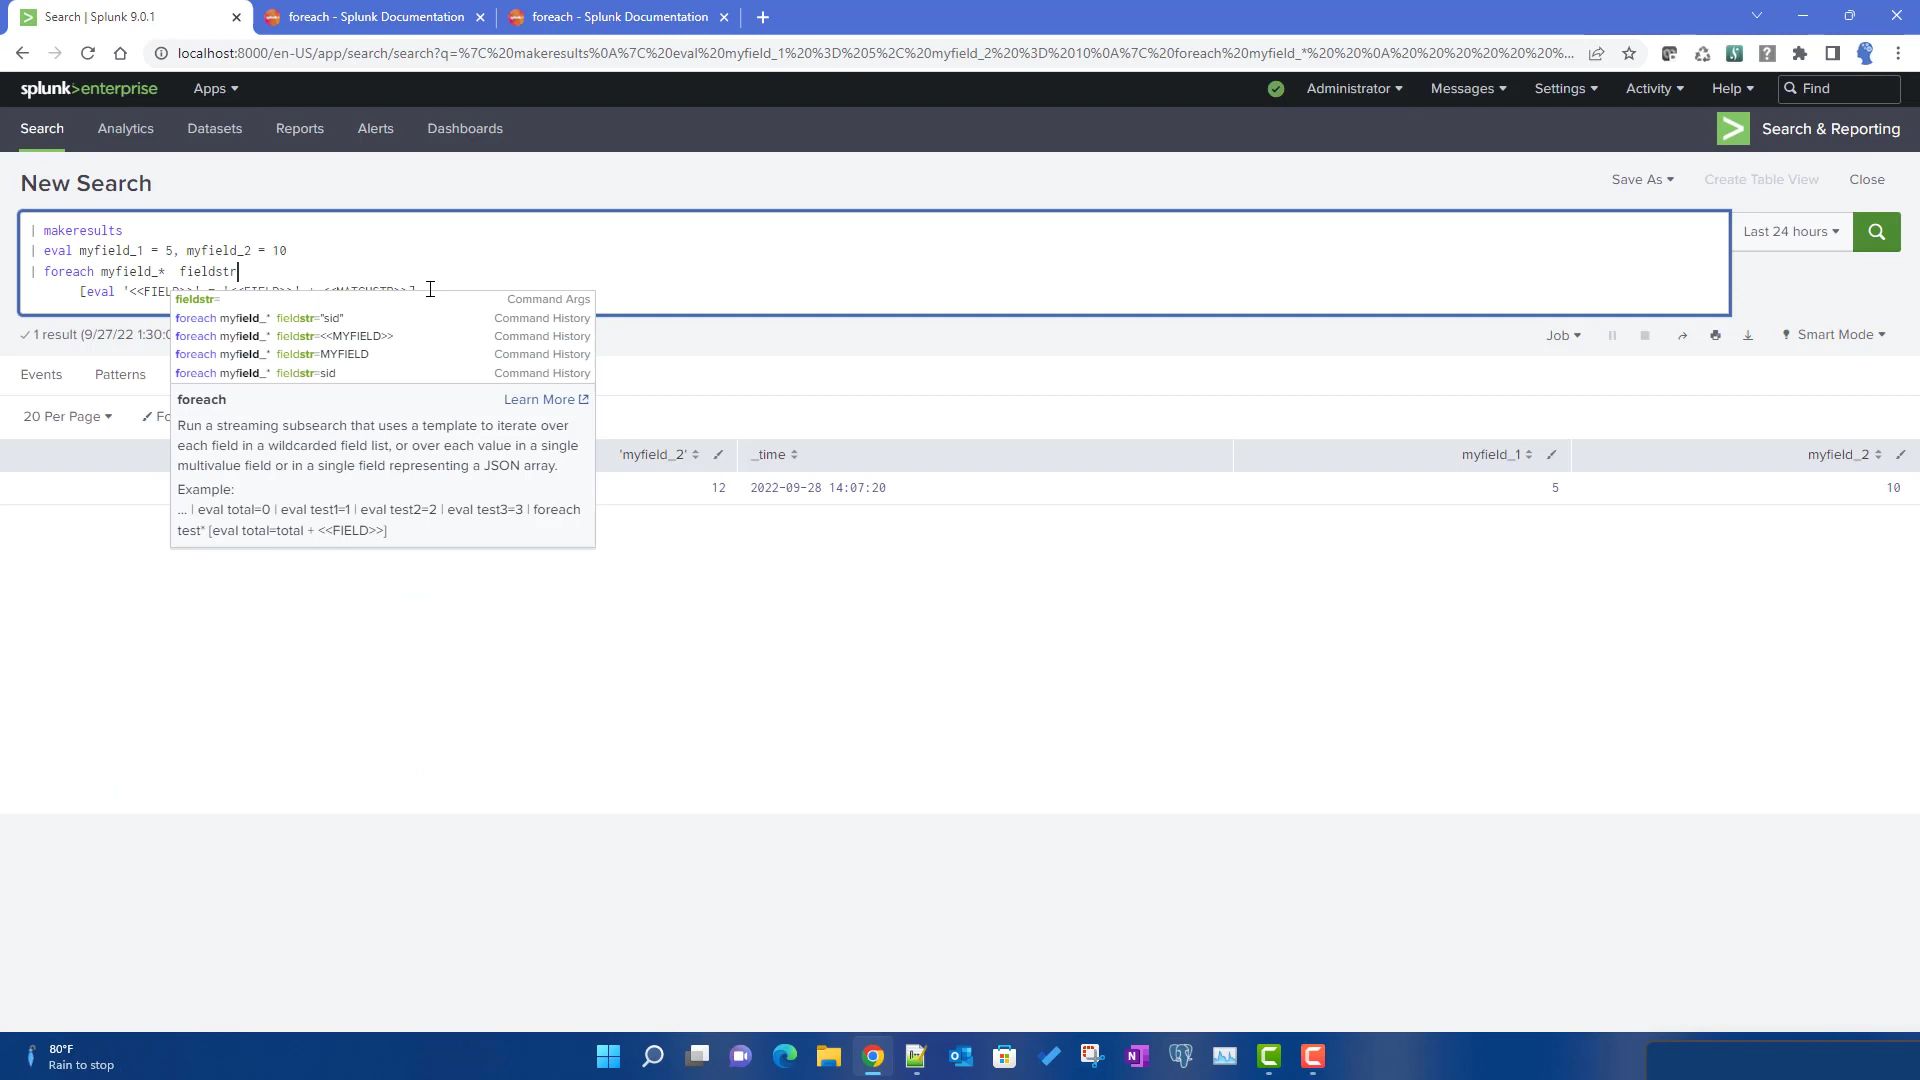 Search | Splunk 9.0.1
foreach - Splunk Documentation
foreach - Splunk Documentation
localhost:8000/en-US/app/search/search?q=%7C%20makeresults%0A%7C%20eval%20myfield_1%20%3D%205%2C%20myfield_2%20%3D%2010%0A%7C%20foreach%20myfield_*%20%20%0A%20%20%20%20%20%20%20%...
splunk>enterprise
Apps
Administrator
Messages
Settings
Activity
Help
Find
Search
Analytics
Datasets
Reports
Alerts
Dashboards
Search & Reporting
New Search
Save As
Create Table View
Close
| makeresults
| eval myfield_1 = 5, myfield_2 = 10
| foreach myfield_*  fieldstr
Last 24 hours
fieldstr= Command Args
foreach myfield_* fieldstr="sid" Command History
foreach myfield_* fieldstr=<<MYFIELD>> Command History
foreach myfield_* fieldstr=MYFIELD Command History
foreach myfield_* fieldstr=sid Command History
1 result (9/27/22 1:30:0
Job
Smart Mode
Events
Patterns
foreach
Learn More
20 Per Page
Fo
Run a streaming subsearch that uses a template to iterate over
each field in a wildcarded field list, or over each value in a single
multivalue field or in a single field representing a JSON array.
Example:
... | eval total=0 | eval test1=1 | eval test2=2 | eval test3=3 | foreach
test* [eval total=total + <<FIELD>>]
'myfield_2'
_time
myfield_1
myfield_2
12
2022-09-28 14:07:20
5
10
80°F
Rain to stop